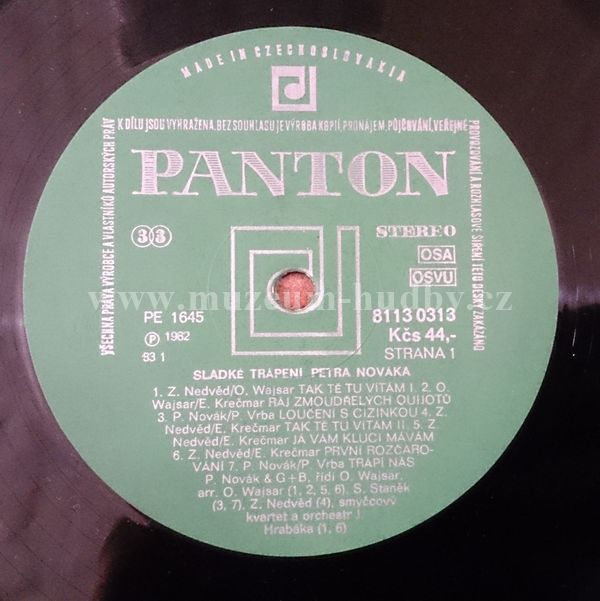 MADE IN CZECHOSLOVAKIA
VŠECHNA PRÁVA VÝROBCE A VLASTNÍKŮ AUTORSKÝCH PRÁV
K DÍLU JSOU VYHRAŽENA. BEZ SOUHLASU JE VÝROBA KOPIÍ, PRONÁJEM, PŮJČOVÁNÍ, VEŘEJNÉ
PROVOZOVÁNÍ A ROZHLASOVÉ ŠÍŘENÍ TÉTO DESKY ZAKÁZÁNO
PANTON
33
STEREO
OSA
OSVU
www.muzeum-hudby.cz
PE 1645
8113 0313
Ⓟ 1982
Kčs 44,-
93 1
STRANA 1
SLADKÉ TRÁPENÍ PETRA NOVÁKA
1. Z. Nedvěd/O. Wajsar TAK TĚ TU VÍTÁM I. 2. O.
Wajsar/E. Krečmar RÁJ ZMOUDŘELÝCH QUIJOTŮ
3. P. Novák/P. Vrba LOUČENÍ S CIZINKOU 4. Z.
Nedvěd/E. Krečmar TAK TĚ TU VÍTÁM II. 5. Z.
Nedvěd/E. Krečmar JÁ VÁM KLUCI MÁVÁM
6. Z. Nedvěd/E. Krečmar PRVNÍ ROZČARO-
VÁNÍ 7. P. Novák/P. Vrba TRÁPÍ NÁS
P. Novák & G+B, řídí O. Wajsar,
arr. O. Wajsar (1, 2, 5, 6), S. Staněk
(3, 7), Z. Nedvěd (4), smyčcový
kvartet a orchestr J.
Hrabáka (1, 6)